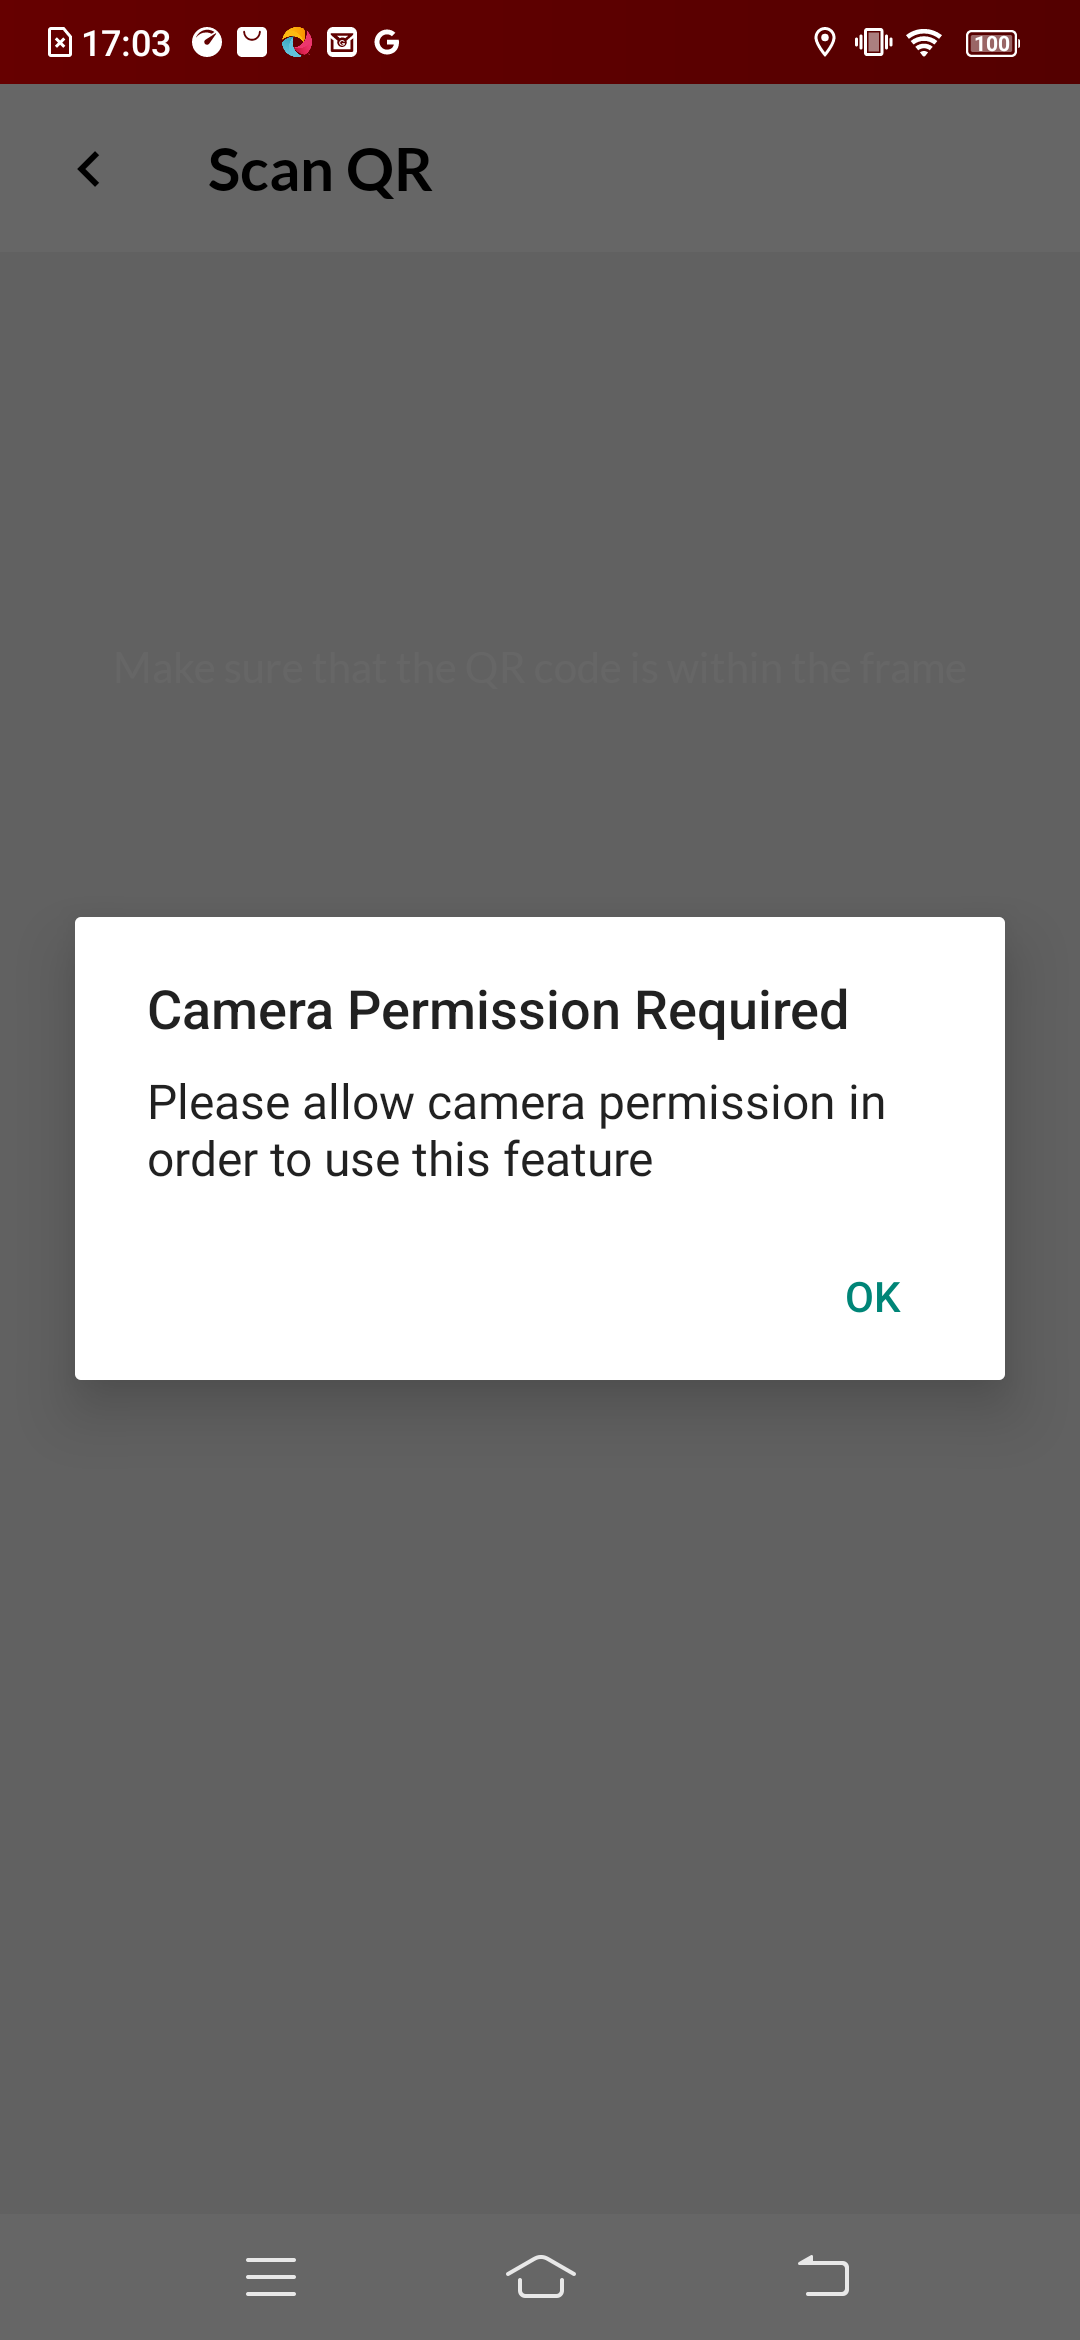 17:03
100
Scan QR
Make sure that the QR code is within the frame
Camera Permission Required
Please allow camera permission in
order to use this feature
OK